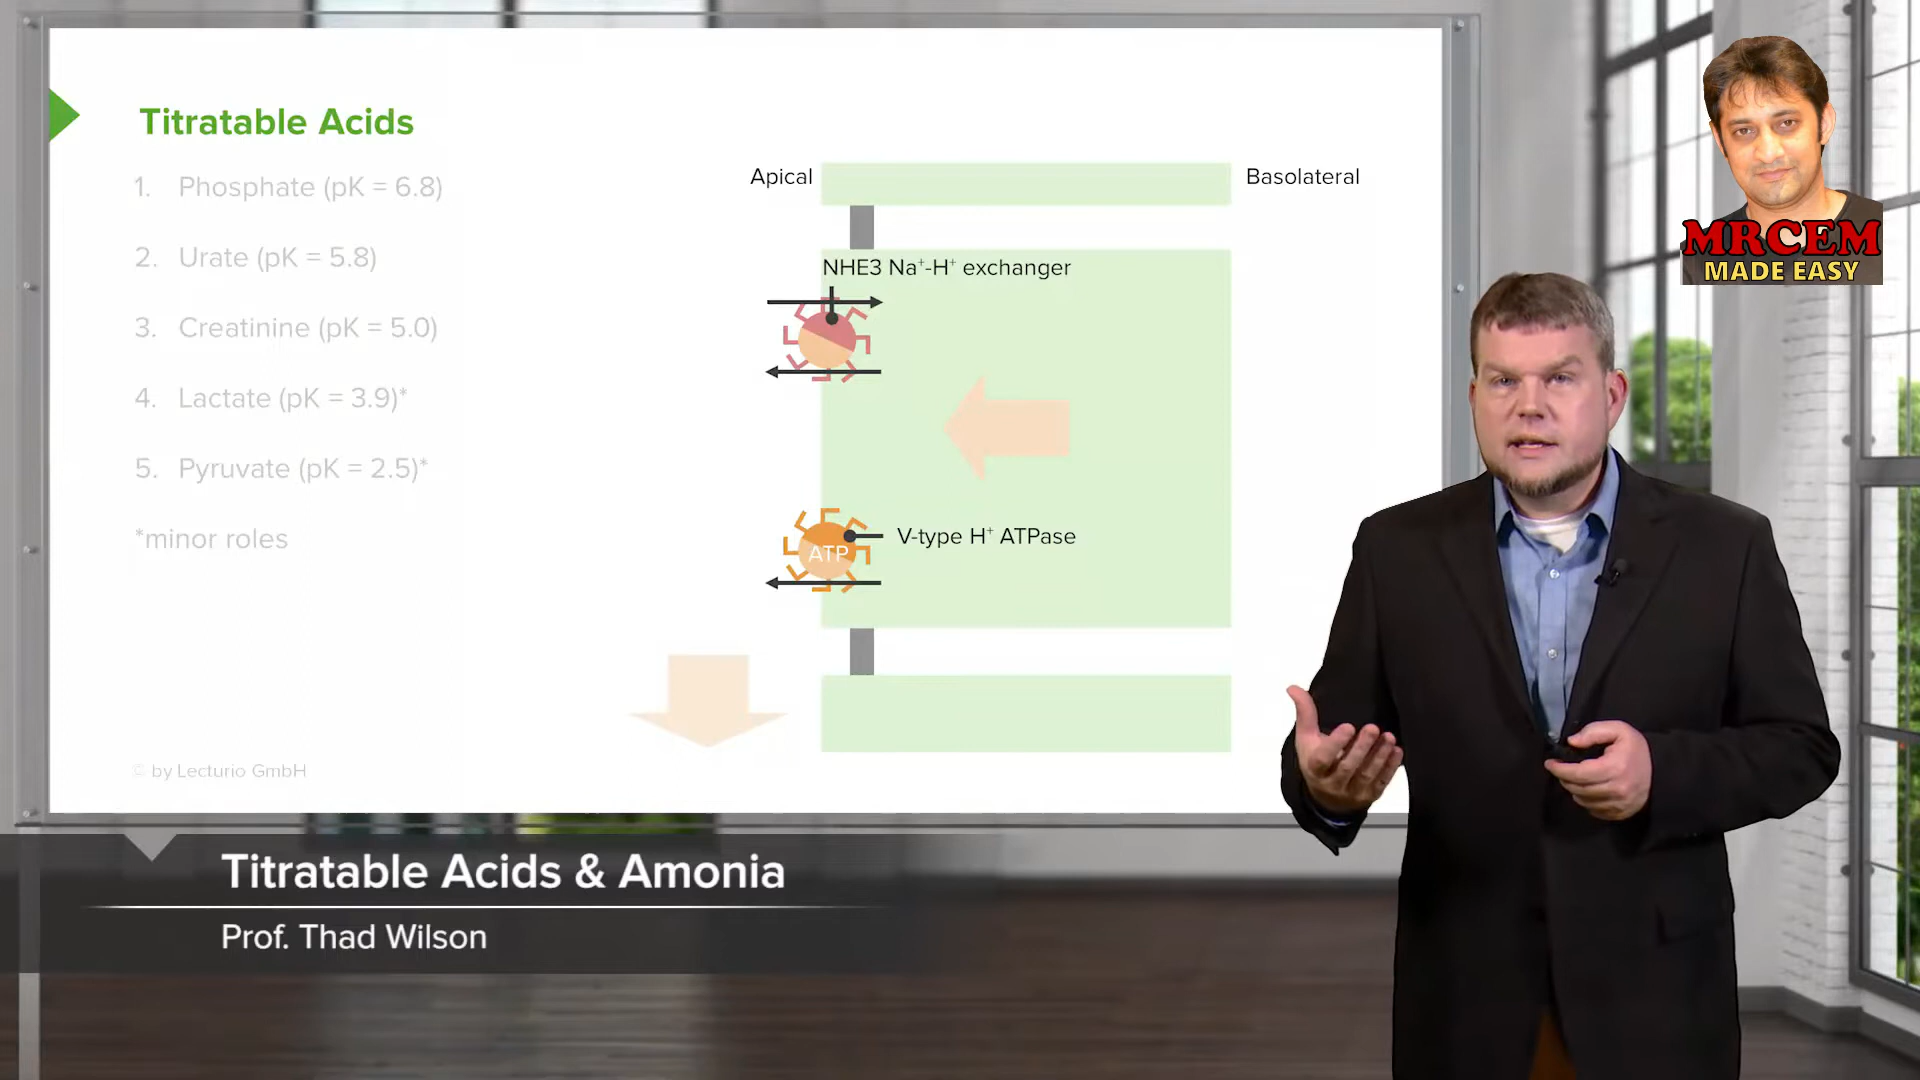 Titratable Acids
1. Phosphate (pK = 6.8)
2. Urate (pK = 5.8)
3. Creatinine (pK = 5.0)
4. Lactate (pK = 3.9)*
5. Pyruvate (pK = 2.5)*
*minor roles
© by Lecturio GmbH
Apical
Basolateral
NHE3 Na⁺-H⁺ exchanger
ATP
V-type H⁺ ATPase
MRCEM
MADE EASY
Titratable Acids & Amonia
Prof. Thad Wilson